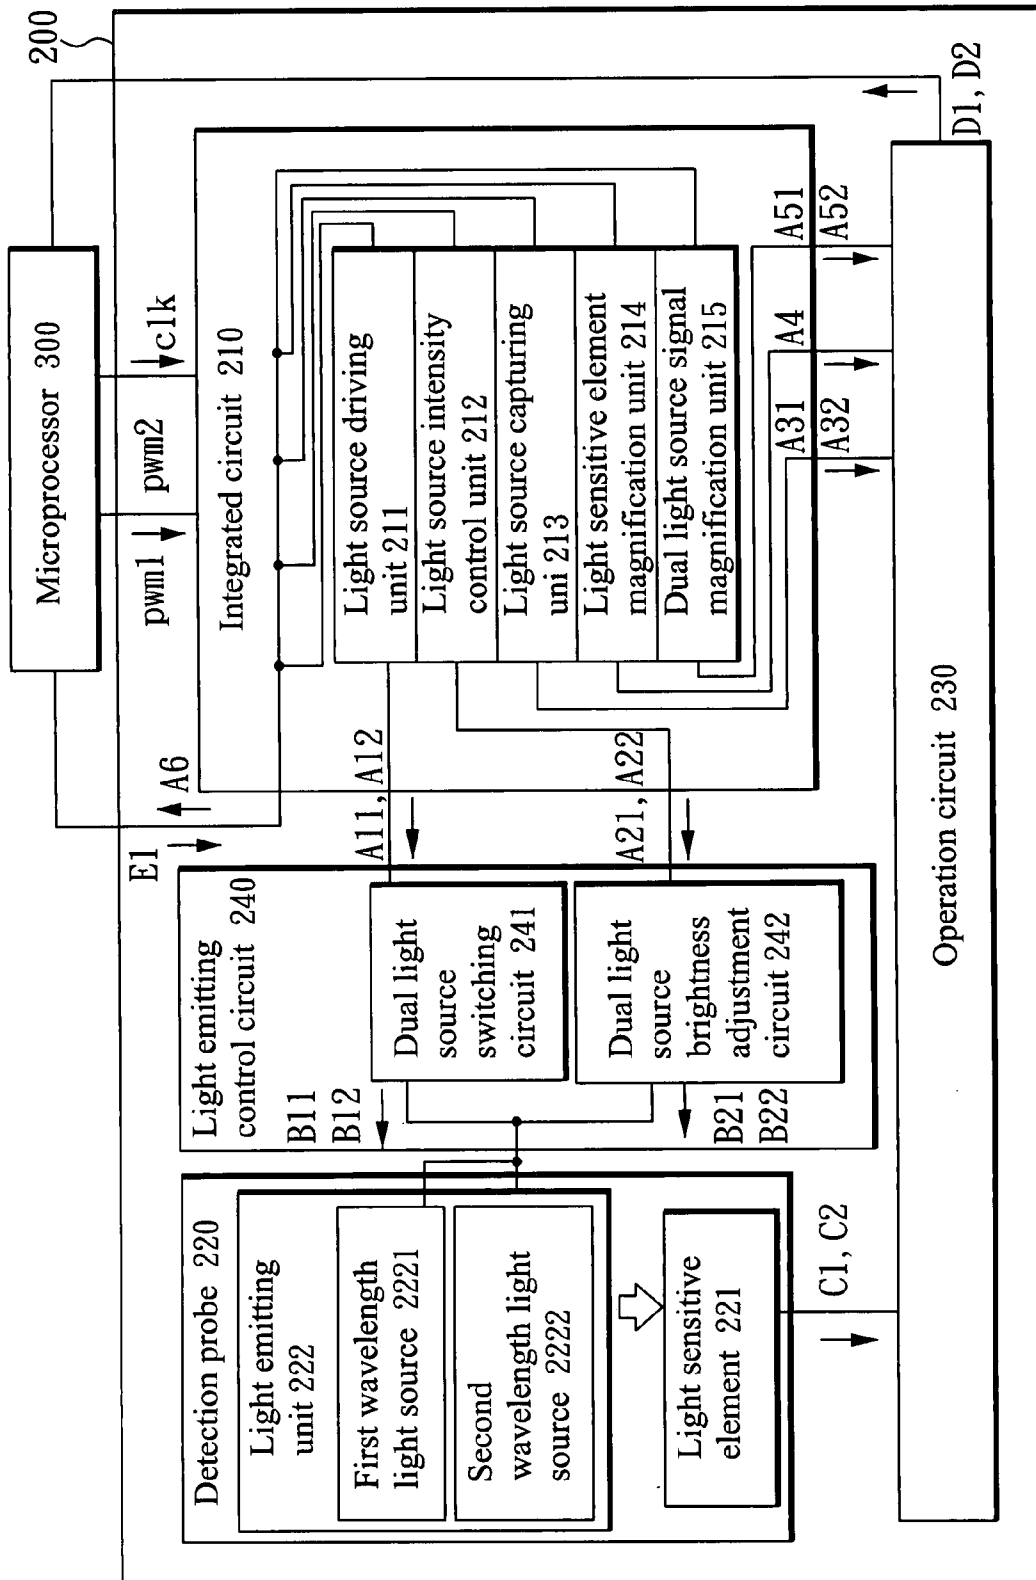 200
Microprocessor 300
E1
A6
pwm1
pwm2
clk
D1, D2
Detection probe 220
Light emitting
unit 222
First wavelength
light source 2221
Second
wavelength light
source 2222
Light sensitive
element 221
C1, C2
Light emitting
control circuit 240
B11
B12
Dual light
source
switching
circuit 241
Dual light
source
brightness
adjustment
circuit 242
B21
B22
A11, A12
A21, A22
Integrated circuit 210
Light source driving
unit 211
Light source intensity
control unit 212
Light source capturing
uni 213
Light sensitive element
magnification unit 214
Dual light source signal
magnification unit 215
A31
A32
A4
A51
A52
Operation circuit 230